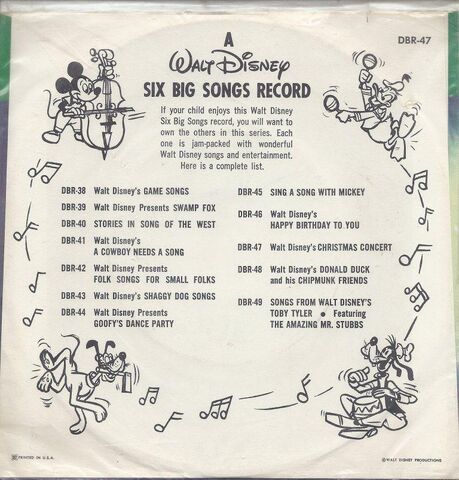 DBR-47
A
WALT DISNEY
SIX BIG SONGS RECORD
If your child enjoys this Walt Disney
Six Big Songs record, you will want to
own the others in this series. Each
one is jam-packed with wonderful
Walt Disney songs and entertainment.
Here is a complete list.
DBR-38 Walt Disney's GAME SONGS
DBR-39 Walt Disney Presents SWAMP FOX
DBR-40 STORIES IN SONG OF THE WEST
DBR-41 Walt Disney's
A COWBOY NEEDS A SONG
DBR-42 Walt Disney Presents
FOLK SONGS FOR SMALL FOLKS
DBR-43 Walt Disney's SHAGGY DOG SONGS
DBR-44 Walt Disney Presents
GOOFY'S DANCE PARTY
DBR-45 SING A SONG WITH MICKEY
DBR-46 Walt Disney's
HAPPY BIRTHDAY TO YOU
DBR-47 Walt Disney's CHRISTMAS CONCERT
DBR-48 Walt Disney's DONALD DUCK
and his CHIPMUNK FRIENDS
DBR-49 SONGS FROM WALT DISNEY'S
TOBY TYLER • Featuring
THE AMAZING MR. STUBBS
PRINTED IN U.S.A.
©WALT DISNEY PRODUCTIONS